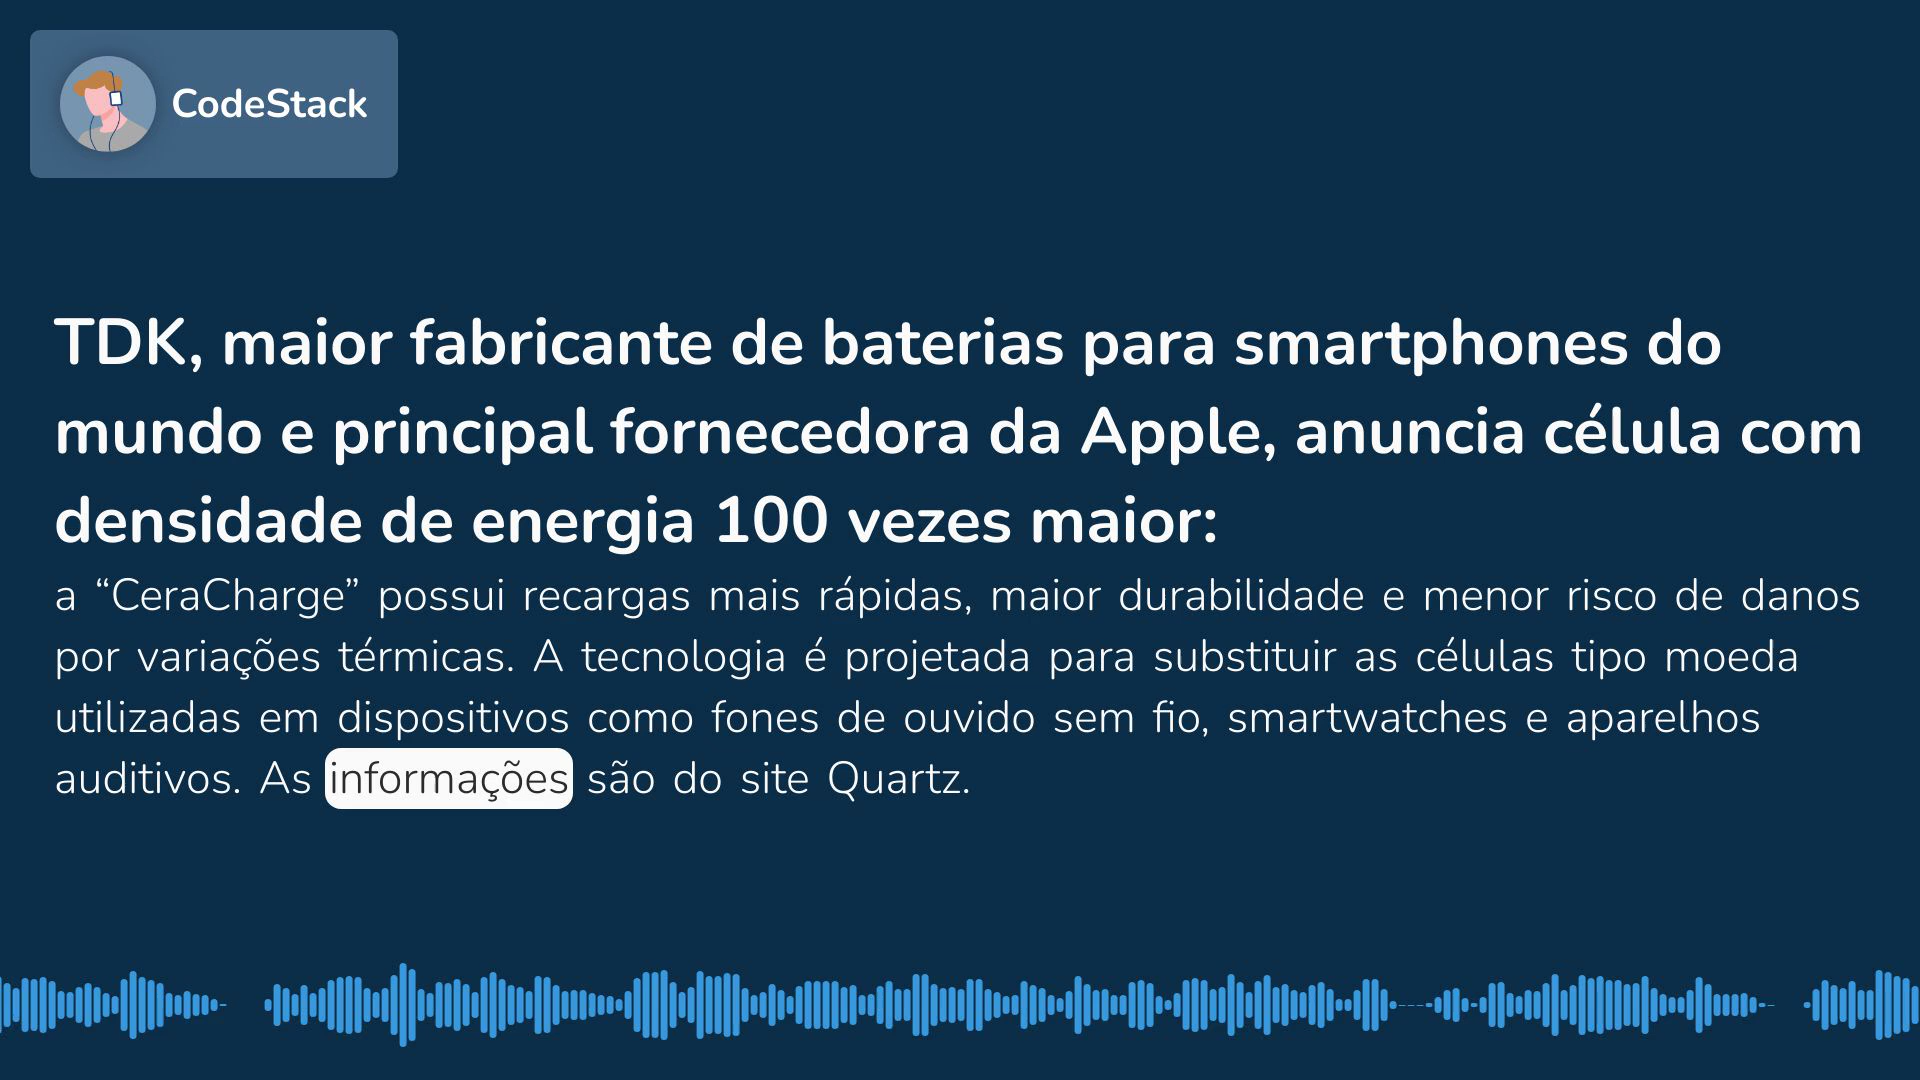 CodeStack
TDK, maior fabricante de baterias para smartphones do
mundo e principal fornecedora da Apple, anuncia célula com
densidade de energia 100 vezes maior:
a “CeraCharge” possui recargas mais rápidas, maior durabilidade e menor risco de danos
por variações térmicas. A tecnologia é projetada para substituir as células tipo moeda
utilizadas em dispositivos como fones de ouvido sem fio, smartwatches e aparelhos
auditivos. As informações são do site Quartz.